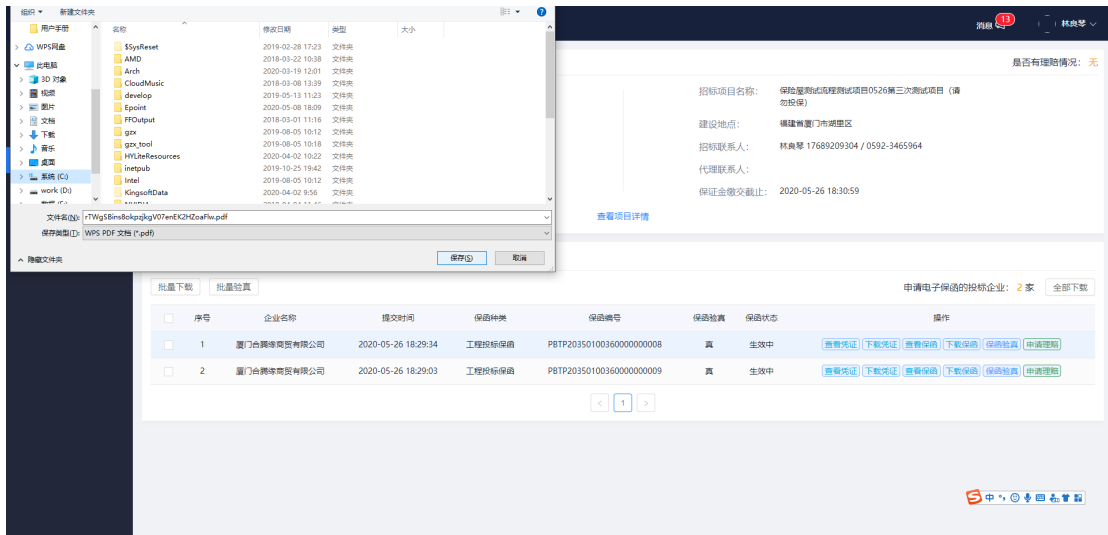 组织 新建文件夹
用户手册
WPS网盘
此电脑
3D 对象
视频
图片
文档
下载
音乐
桌面
系统 (C:)
work (D:)
名称 修改日期 类型 大小
$SysReset 2019-02-28 17:23 文件夹
AMD 2018-03-22 10:38 文件夹
Arch 2020-03-19 12:01 文件夹
CloudMusic 2018-03-08 13:39 文件夹
develop 2019-05-13 11:23 文件夹
Epoint 2020-05-08 18:09 文件夹
FFOutput 2018-03-01 11:16 文件夹
gzx 2019-08-05 10:12 文件夹
gzx_tool 2019-08-05 10:18 文件夹
HYLiteResources 2020-04-02 10:22 文件夹
inetpub 2019-10-25 19:42 文件夹
Intel 2019-08-05 10:12 文件夹
KingsoftData 2020-04-02 9:56 文件夹
文件名(N): rTWgSBins8okpzjkgV07enEK2HZoaFlw.pdf
保存类型(T): WPS PDF 文档 (*.pdf)
隐藏文件夹 保存(S) 取消
消息 13 林良琴
是否有理赔情况: 无
招标项目名称: 保险屋测试流程测试项目0526第三次测试项目（请
勿投保）
建设地点: 福建省厦门市湖里区
招标联系人: 林良琴 17689209304 / 0592-3465964
代理联系人:
保证金缴交截止: 2020-05-26 18:30:59
查看项目详情
批量下载 批量验真 申请电子保函的投标企业: 2 家 全部下载
序号 企业名称 提交时间 保函种类 保函编号 保函验真 保函状态 操作
1 厦门合腾缘商贸有限公司 2020-05-26 18:29:34 工程投标保函 PBTP20350100360000000008 真 生效中 查看凭证 下载凭证 查看保函 下载保函 保函验真 申请理赔
2 厦门合腾缘商贸有限公司 2020-05-26 18:29:03 工程投标保函 PBTP20350100360000000009 真 生效中 查看凭证 下载凭证 查看保函 下载保函 保函验真 申请理赔
< 1 >
中